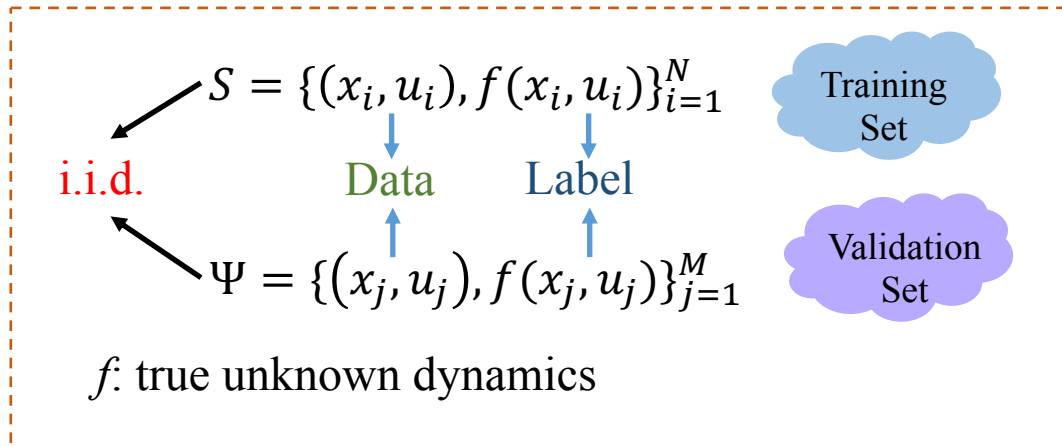 S = {(x_i, u_i), f(x_i, u_i)}_{i=1}^N
Training
Set
i.i.d.
Data
Label
Ψ = {(x_j, u_j), f(x_j, u_j)}_{j=1}^M
Validation
Set
f: true unknown dynamics